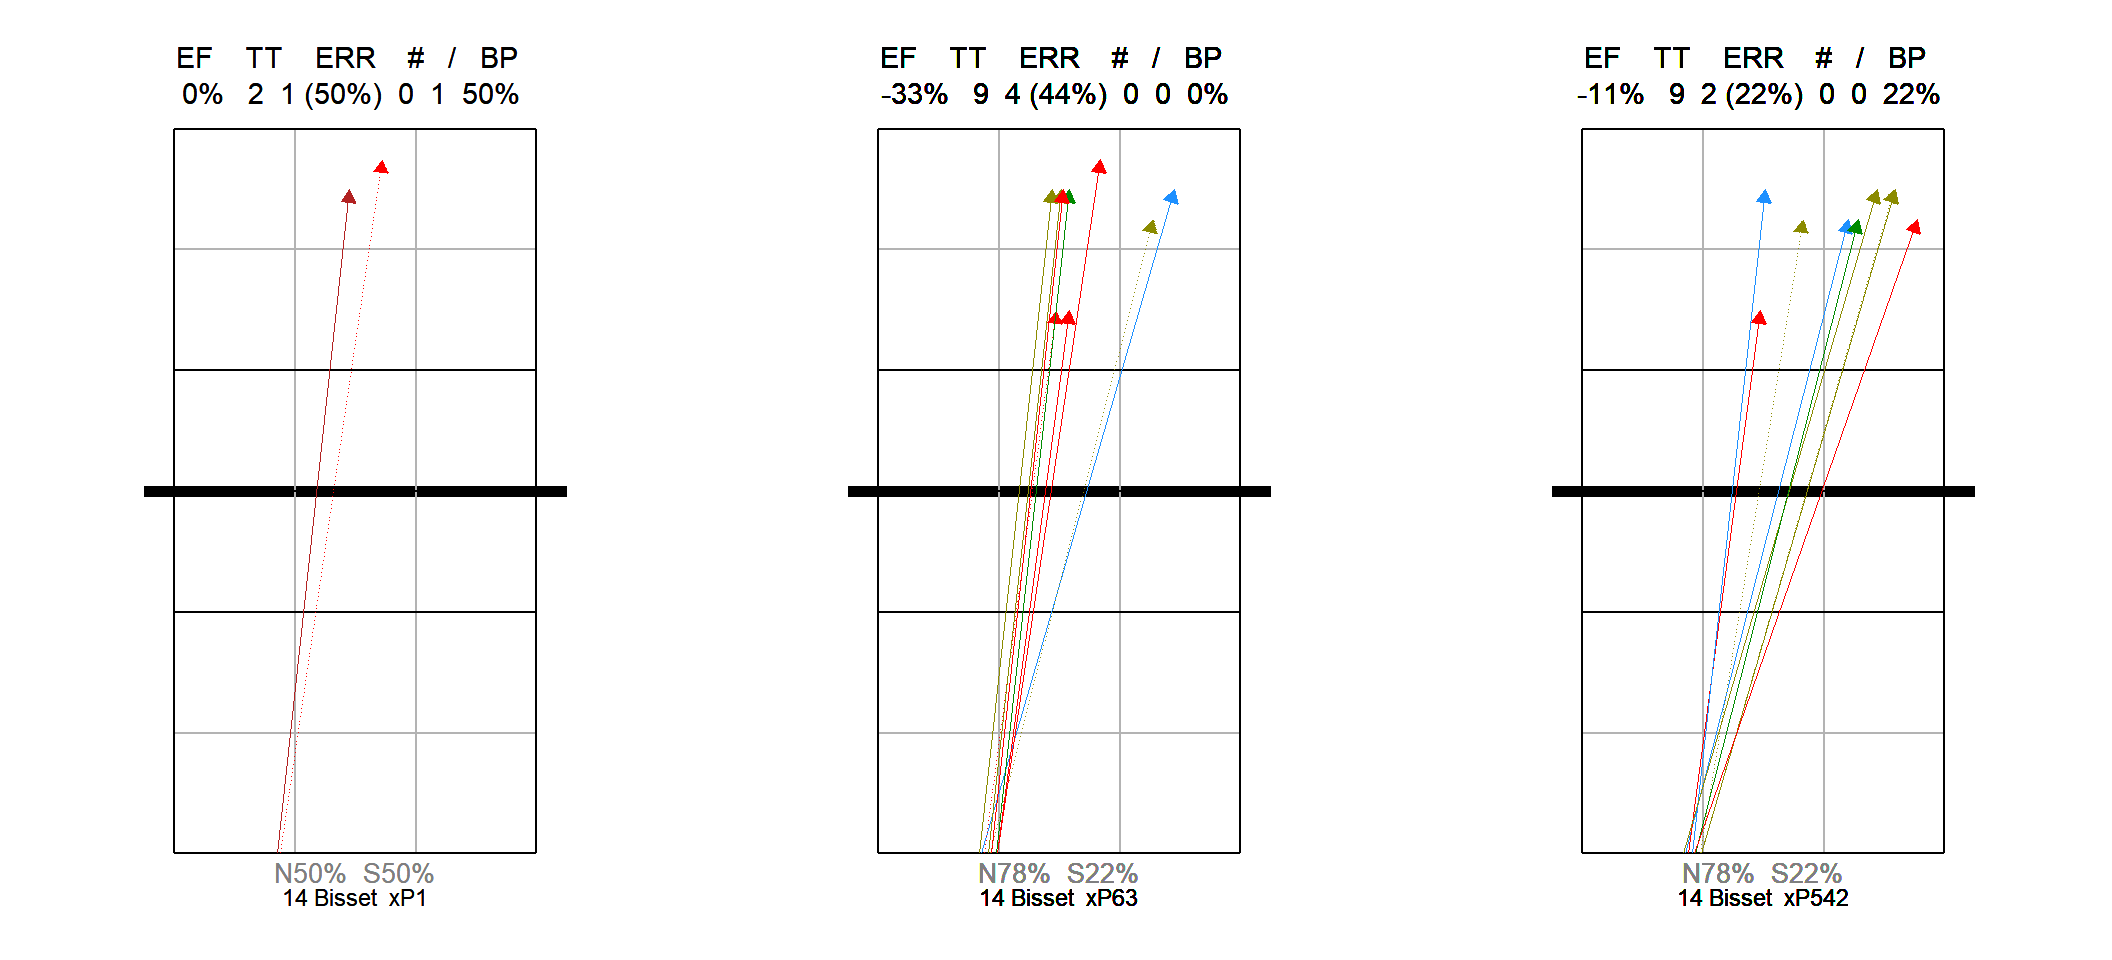 EF TT ERR # / BP
0% 2 1 (50%) 0 1 50%
N50% S50%
14 Bisset xP1
EF TT ERR # / BP
-33% 9 4 (44%) 0 0 0%
N78% S22%
14 Bisset xP63
EF TT ERR # / BP
-11% 9 2 (22%) 0 0 22%
N78% S22%
14 Bisset xP542